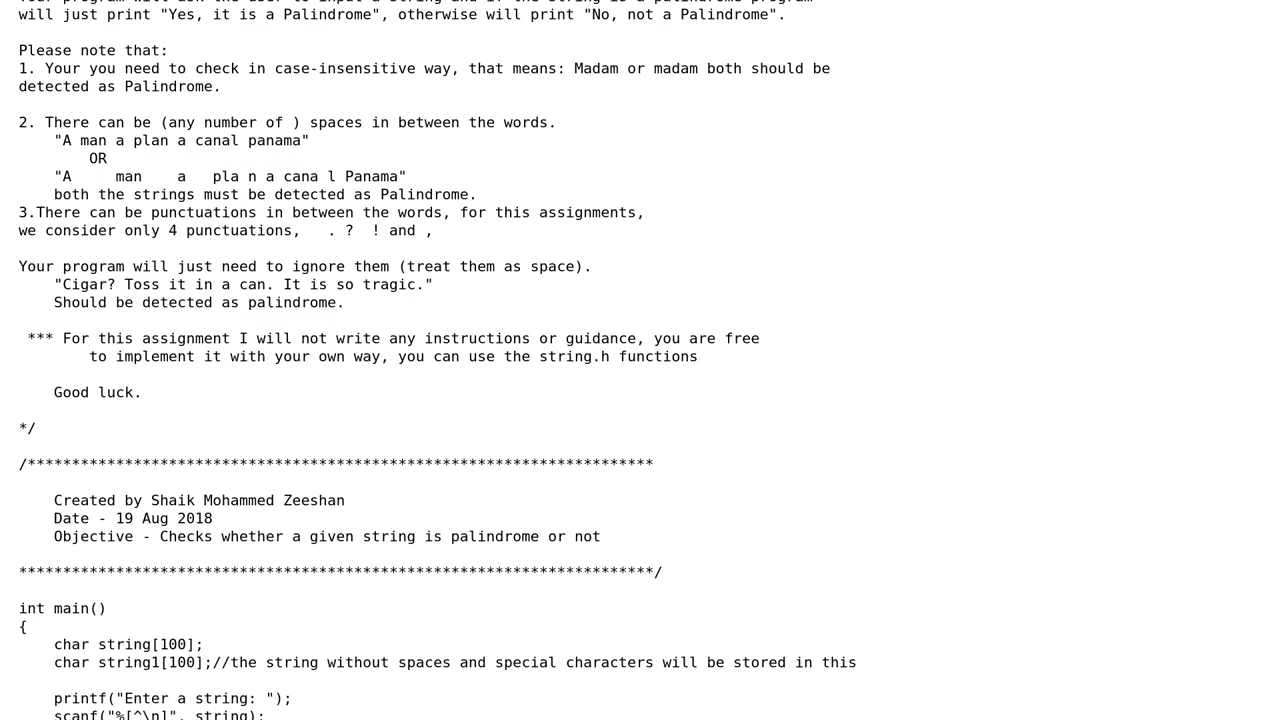 will just print "Yes, it is a Palindrome", otherwise will print "No, not a Palindrome".
Please note that:
1. Your you need to check in case-insensitive way, that means: Madam or madam both should be
detected as Palindrome.
2. There can be (any number of ) spaces in between the words.
"A man a plan a canal panama"
OR
"A     man    a   pla n a cana l Panama"
both the strings must be detected as Palindrome.
3.There can be punctuations in between the words, for this assignments,
we consider only 4 punctuations,   . ?  ! and ,
Your program will just need to ignore them (treat them as space).
"Cigar? Toss it in a can. It is so tragic."
Should be detected as palindrome.
*** For this assignment I will not write any instructions or guidance, you are free
to implement it with your own way, you can use the string.h functions
Good luck.
*/
/***********************************************************************
Created by Shaik Mohammed Zeeshan
Date - 19 Aug 2018
Objective - Checks whether a given string is palindrome or not
************************************************************************/
int main()
{
char string[100];
char string1[100];//the string without spaces and special characters will be stored in this
printf("Enter a string: ");
scanf("%[^\n]", string);